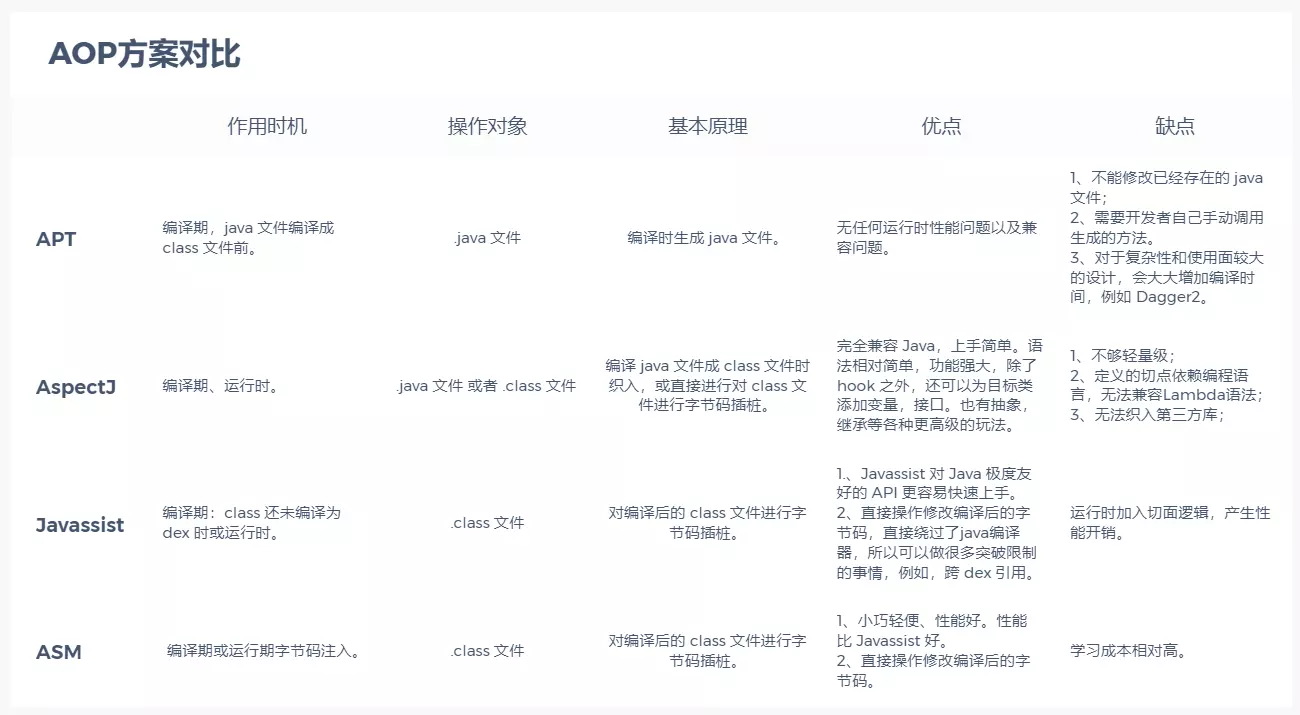 AOP方案对比
作用时机
操作对象
基本原理
优点
缺点
APT
编译期，java 文件编译成
class 文件前。
.java 文件
编译时生成 java 文件。
无任何运行时性能问题以及兼
容问题。
1、不能修改已经存在的 java
文件；
2、需要开发者自己手动调用
生成的方法。
3、对于复杂性和使用面较大
的设计，会大大增加编译时
间，例如 Dagger2。
AspectJ
编译期、运行时。
.java 文件 或者 .class 文件
编译 java 文件成 class 文件时
织入，或直接进行对 class 文
件进行字节码插桩。
完全兼容 Java，上手简单。语
法相对简单，功能强大，除了
hook 之外，还可以为目标类
添加变量，接口。也有抽象，
继承等各种更高级的玩法。
1、不够轻量级；
2、定义的切点依赖编程语
言，无法兼容Lambda语法；
3、无法织入第三方库；
Javassist
编译期：class 还未编译为
dex 时或运行时。
.class 文件
对编译后的 class 文件进行字
节码插桩。
1.、Javassist 对 Java 极度友
好的 API 更容易快速上手。
2、直接操作修改编译后的字
节码，直接绕过了java编译
器，所以可以做很多突破限制
的事情，例如，跨 dex 引用。
运行时加入切面逻辑，产生性
能开销。
ASM
编译期或运行期字节码注入。
.class 文件
对编译后的 class 文件进行字
节码插桩。
1、小巧轻便、性能好。性能
比 Javassist 好。
2、直接操作修改编译后的字
节码。
学习成本相对高。